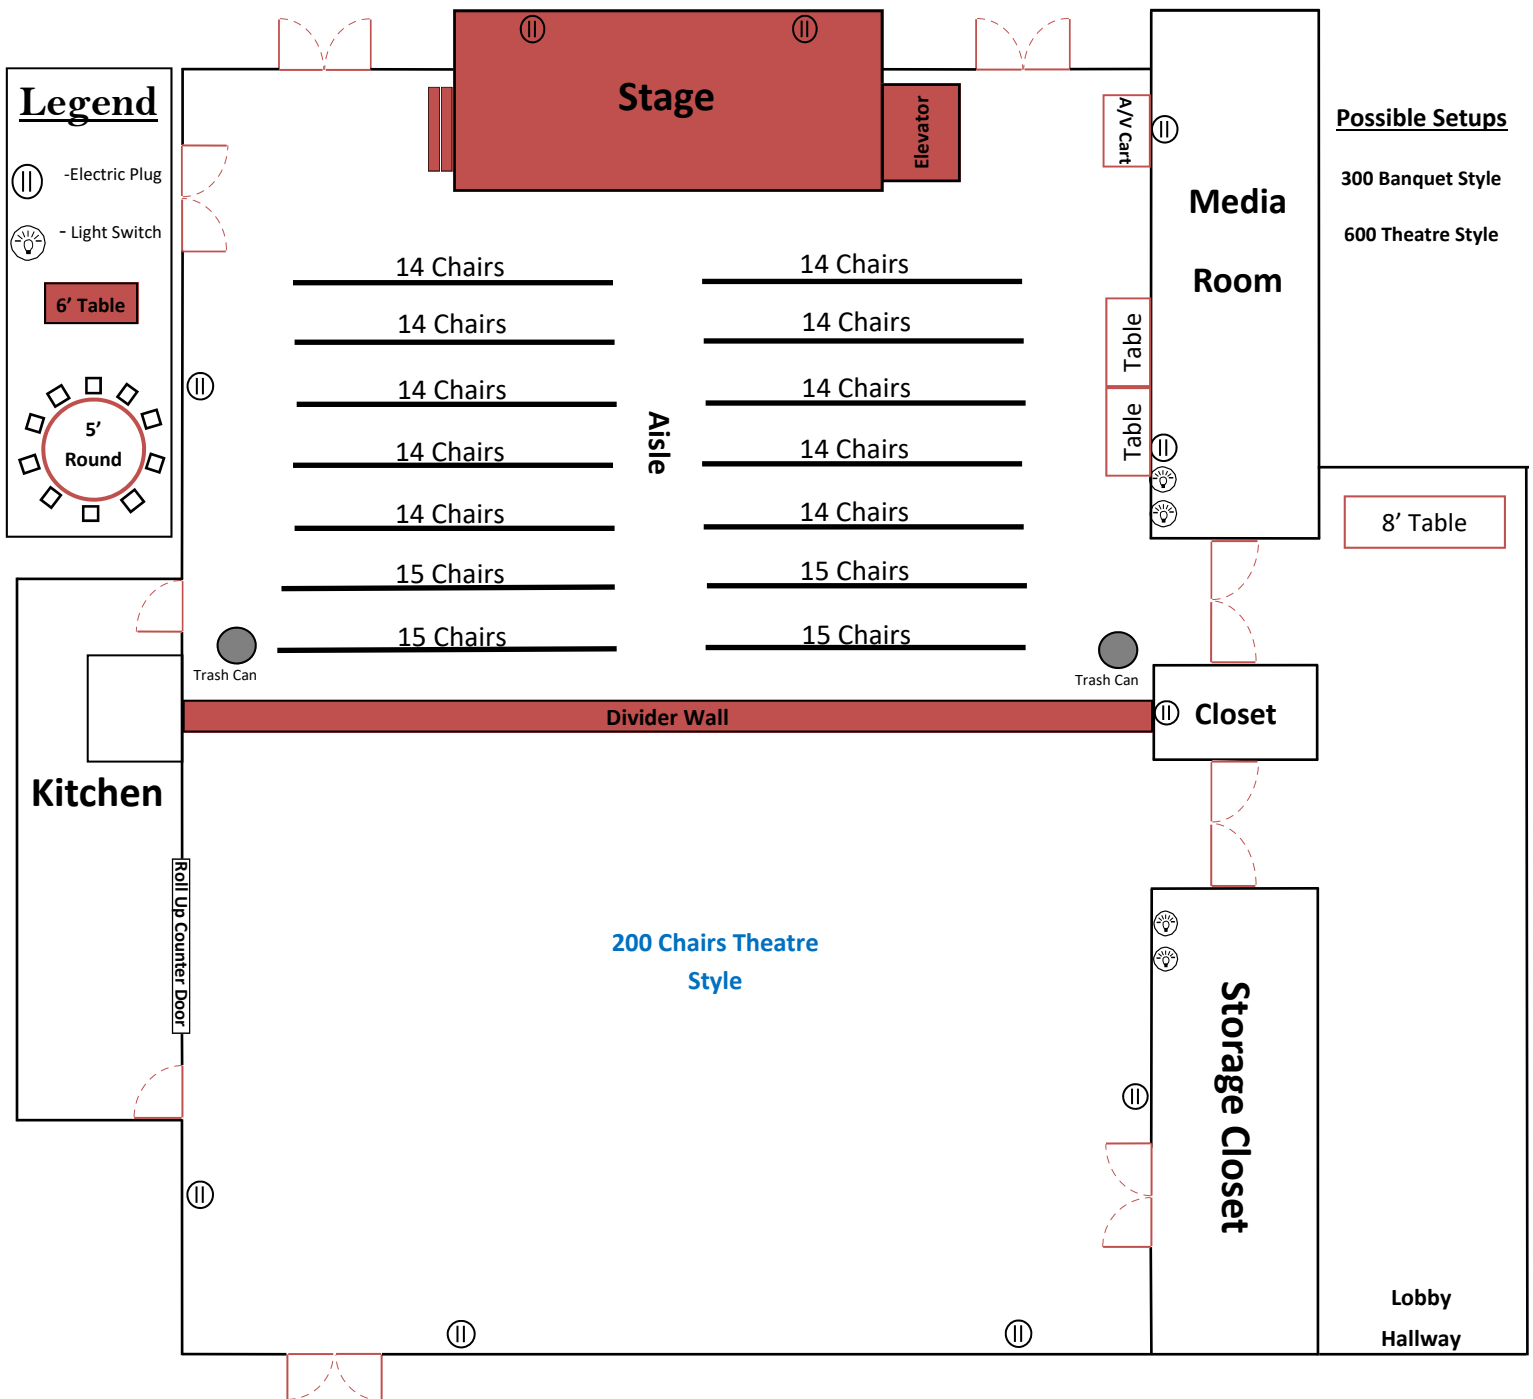 Legend
-Electric Plug
- Light Switch
6’ Table
5’
Round
Stage
Elevator
A/V Cart
Media
Room
Possible Setups
300 Banquet Style
600 Theatre Style
14 Chairs
14 Chairs
14 Chairs
14 Chairs
14 Chairs
14 Chairs
14 Chairs
14 Chairs
14 Chairs
14 Chairs
15 Chairs
15 Chairs
15 Chairs
15 Chairs
Aisle
Table
Table
8’ Table
Trash Can
Trash Can
Divider Wall
Closet
Kitchen
Roll Up Counter Door
200 Chairs Theatre
Style
Storage Closet
Lobby
Hallway